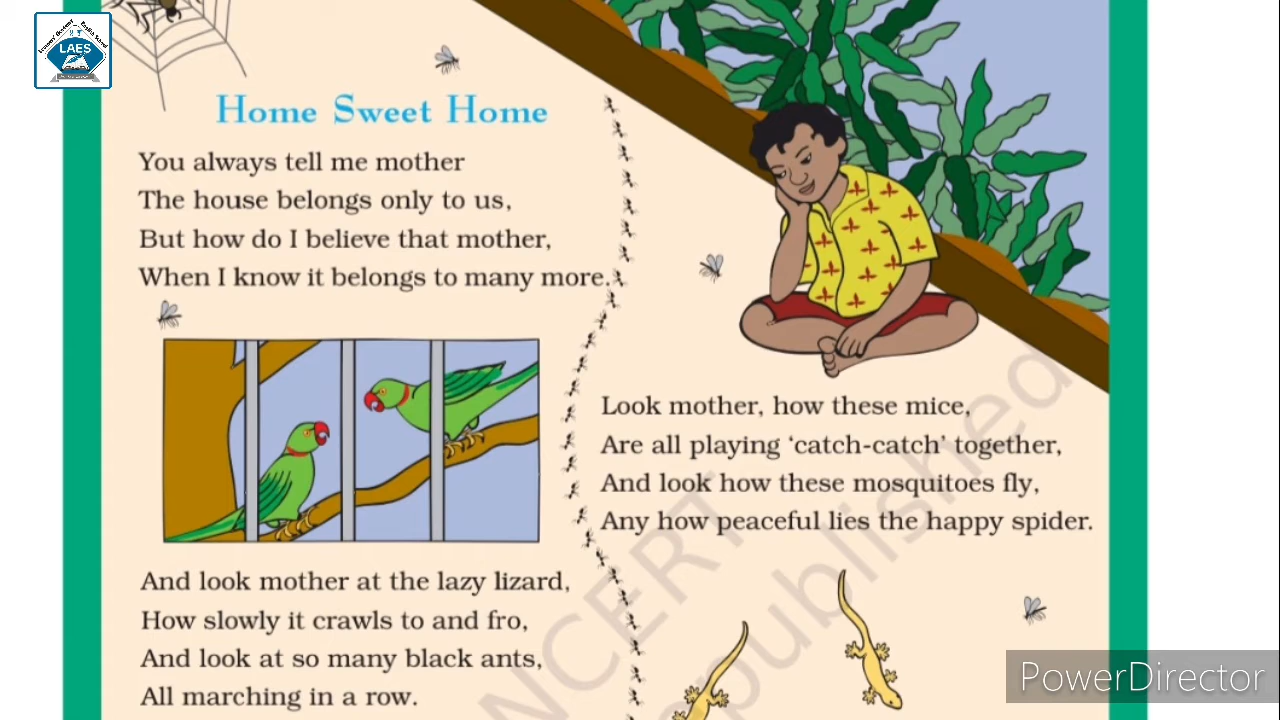 LAES
Home Sweet Home
You always tell me mother
The house belongs only to us,
But how do I believe that mother,
When I know it belongs to many more.
Look mother, how these mice,
Are all playing ‘catch-catch’ together,
And look how these mosquitoes fly,
Any how peaceful lies the happy spider.
And look mother at the lazy lizard,
How slowly it crawls to and fro,
And look at so many black ants,
All marching in a row.
NCERT
published
PowerDirector